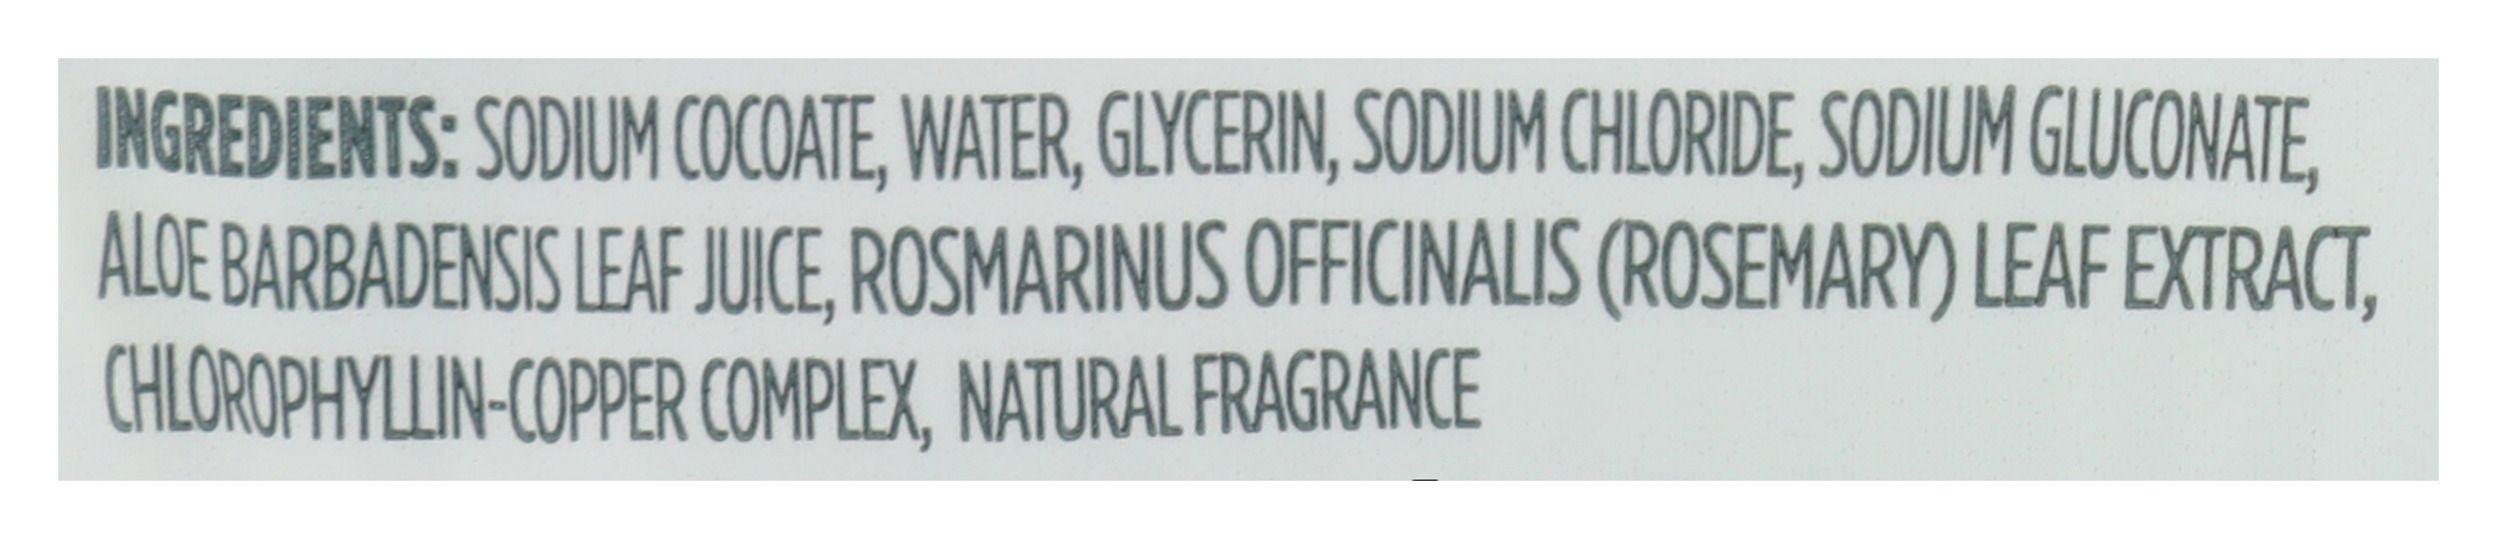 INGREDIENTS: SODIUM COCOATE, WATER, GLYCERIN, SODIUM CHLORIDE, SODIUM GLUCONATE,
ALOE BARBADENSIS LEAF JUICE, ROSMARINUS OFFICINALIS (ROSEMARY) LEAF EXTRACT,
CHLOROPHYLLIN-COPPER COMPLEX, NATURAL FRAGRANCE